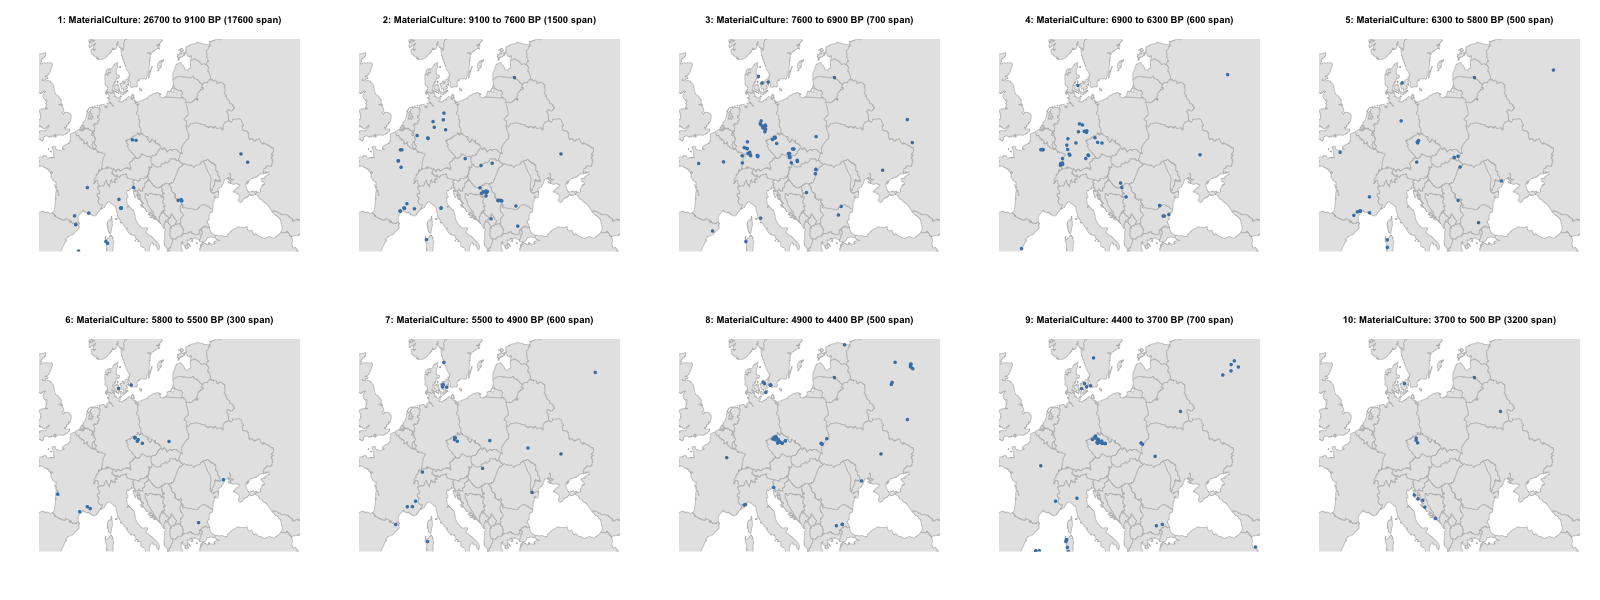 1: MaterialCulture: 26700 to 9100 BP (17600 span)
2: MaterialCulture: 9100 to 7600 BP (1500 span)
3: MaterialCulture: 7600 to 6900 BP (700 span)
4: MaterialCulture: 6900 to 6300 BP (600 span)
5: MaterialCulture: 6300 to 5800 BP (500 span)
6: MaterialCulture: 5800 to 5500 BP (300 span)
7: MaterialCulture: 5500 to 4900 BP (600 span)
8: MaterialCulture: 4900 to 4400 BP (500 span)
9: MaterialCulture: 4400 to 3700 BP (700 span)
10: MaterialCulture: 3700 to 500 BP (3200 span)